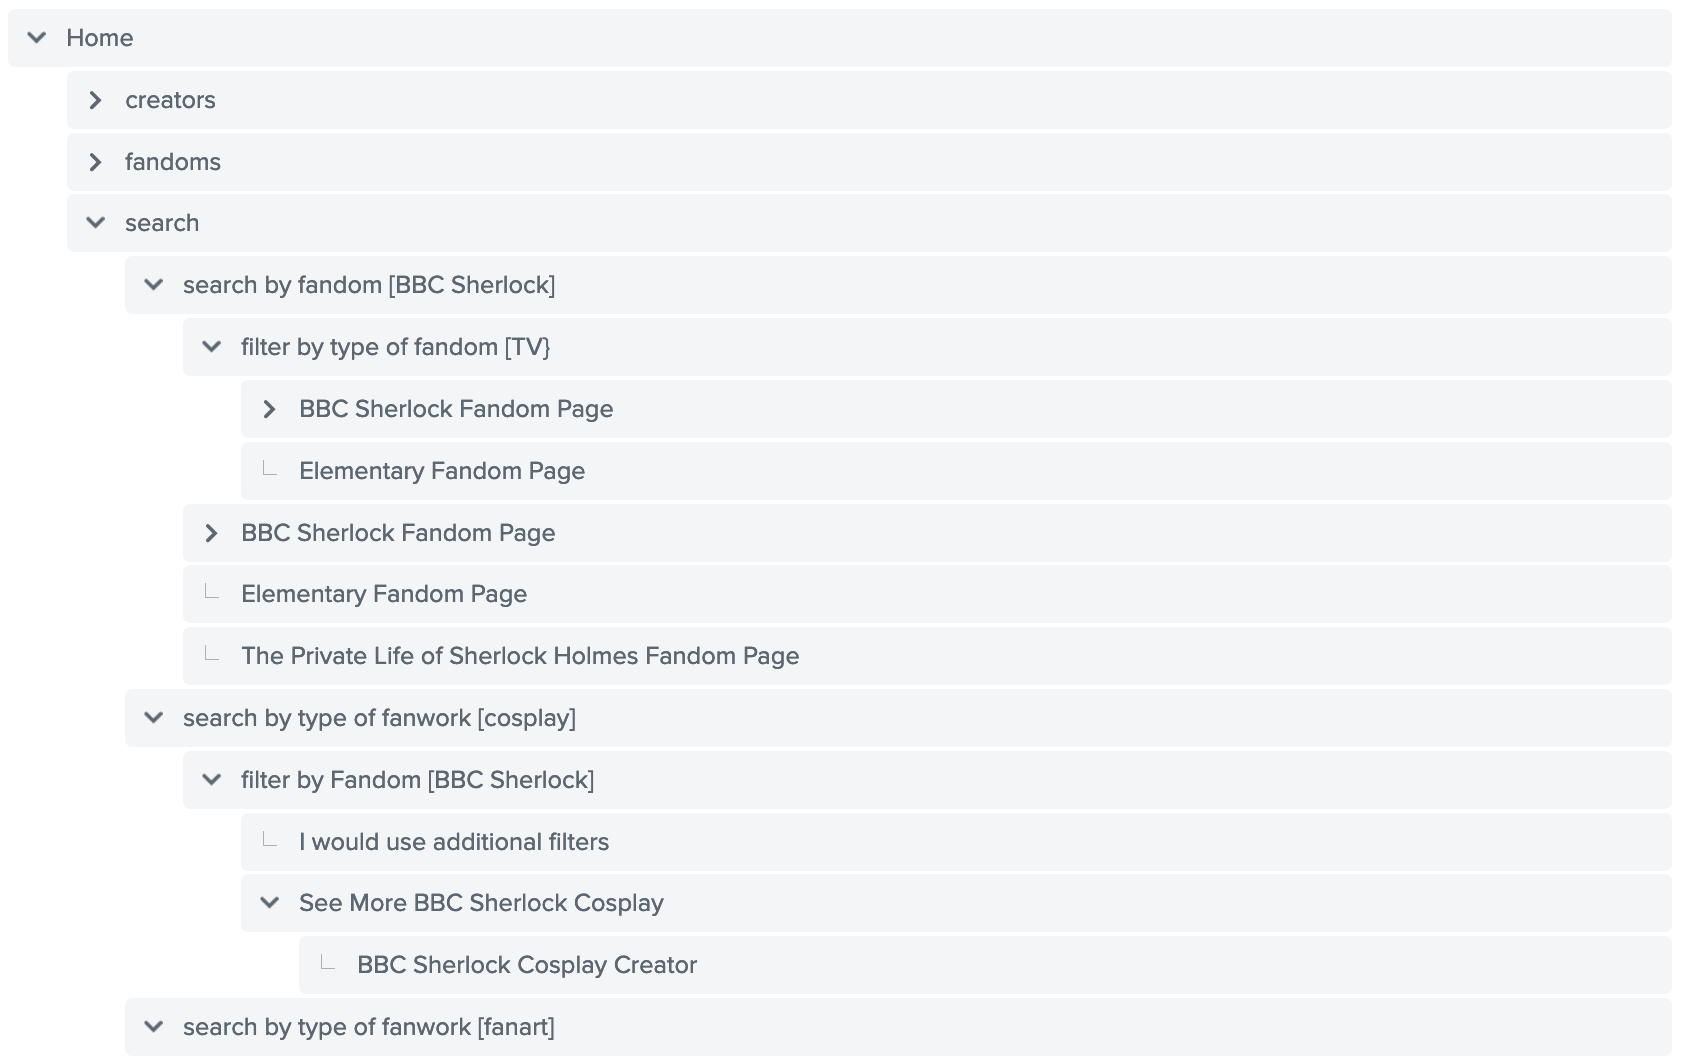 Home
creators
fandoms
search
search by fandom [BBC Sherlock]
filter by type of fandom [TV}
BBC Sherlock Fandom Page
Elementary Fandom Page
BBC Sherlock Fandom Page
Elementary Fandom Page
The Private Life of Sherlock Holmes Fandom Page
search by type of fanwork [cosplay]
filter by Fandom [BBC Sherlock]
I would use additional filters
See More BBC Sherlock Cosplay
BBC Sherlock Cosplay Creator
search by type of fanwork [fanart]